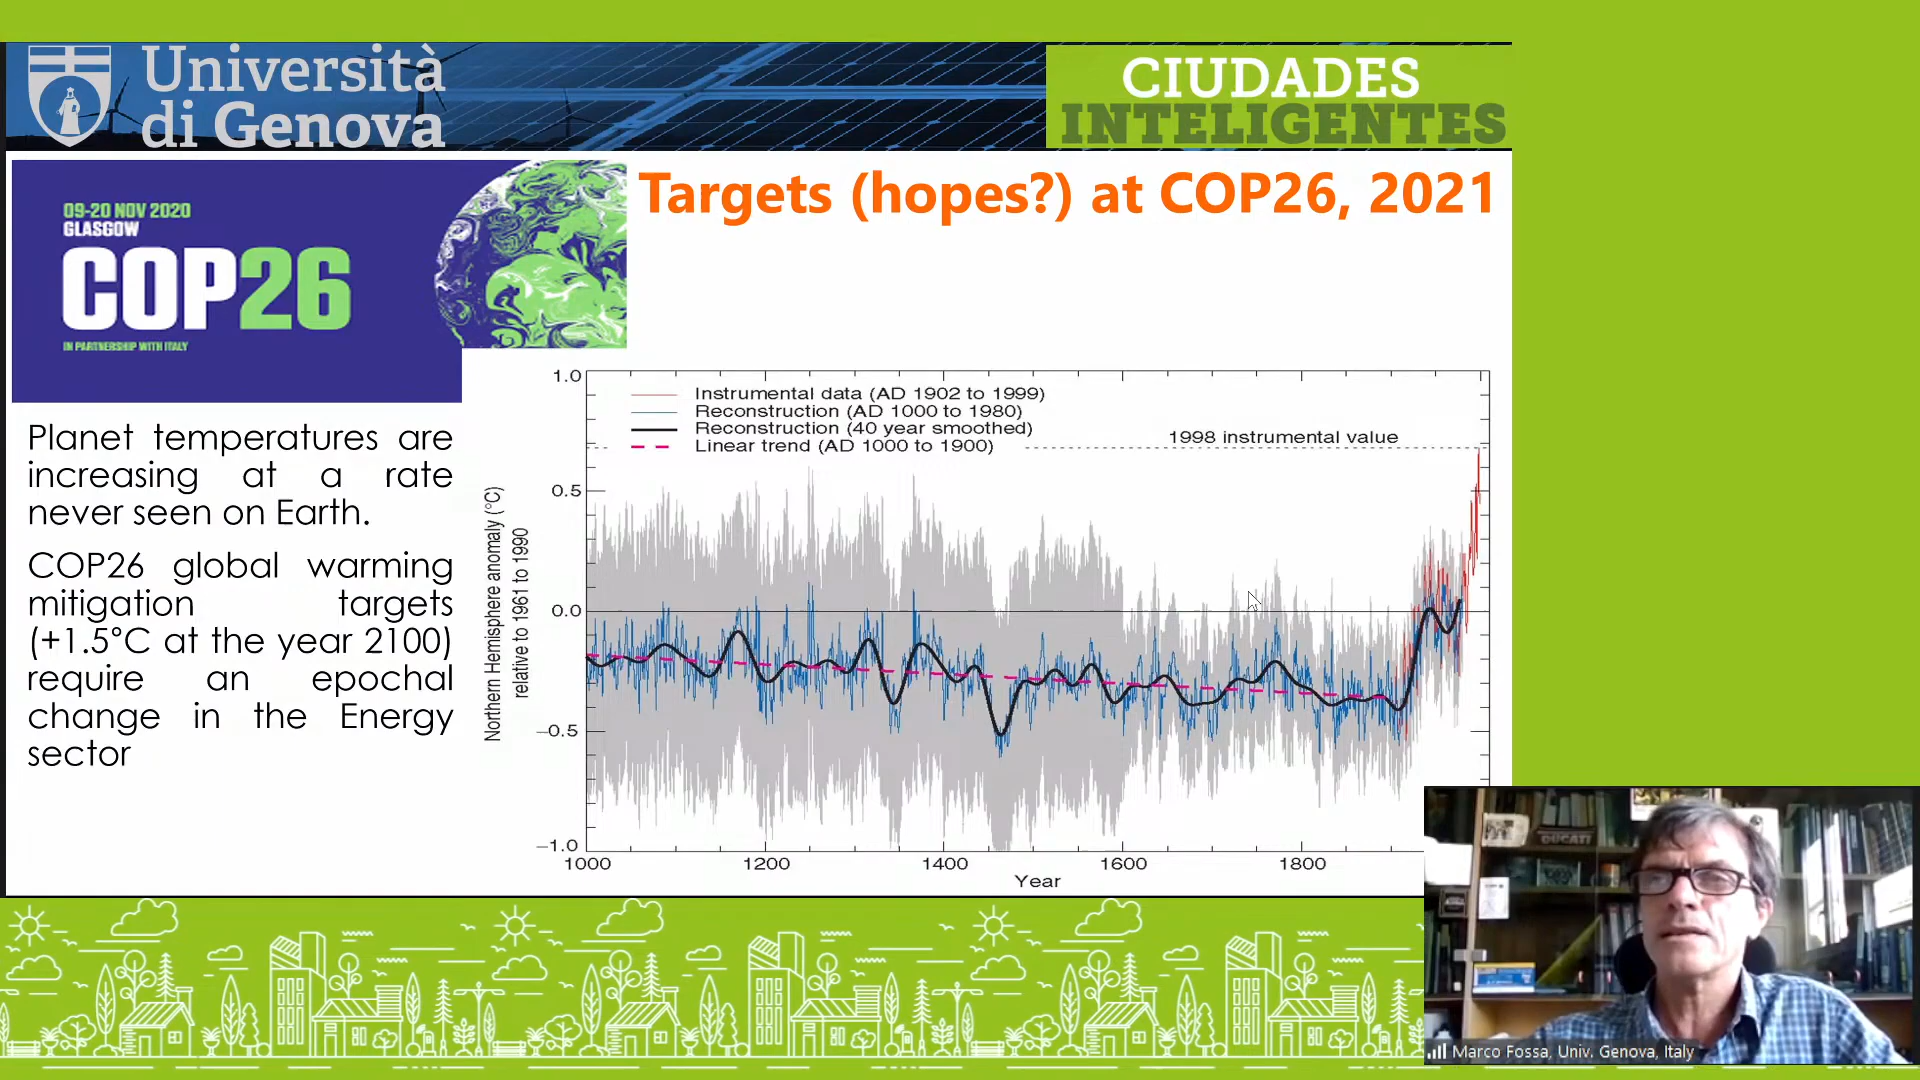 Università
di Genova
CIUDADES
INTELIGENTES
09-20 NOV 2020
GLASGOW
COP26
IN PARTNERSHIP WITH ITALY
Targets (hopes?) at COP26, 2021
Planet temperatures are
increasing at a rate
never seen on Earth.
COP26 global warming
mitigation targets
(+1.5°C at the year 2100)
require an epochal
change in the Energy
sector
Instrumental data (AD 1902 to 1999)
Reconstruction (AD 1000 to 1980)
Reconstruction (40 year smoothed)
Linear trend (AD 1000 to 1900)
1998 instrumental value
Northern Hemisphere anomaly (°C)
relative to 1961 to 1990
1.0
0.5
0.0
−0.5
−1.0
1000 1200 1400 1600 1800
Year
DUCATI
Marco Fossa, Univ. Genova, Italy